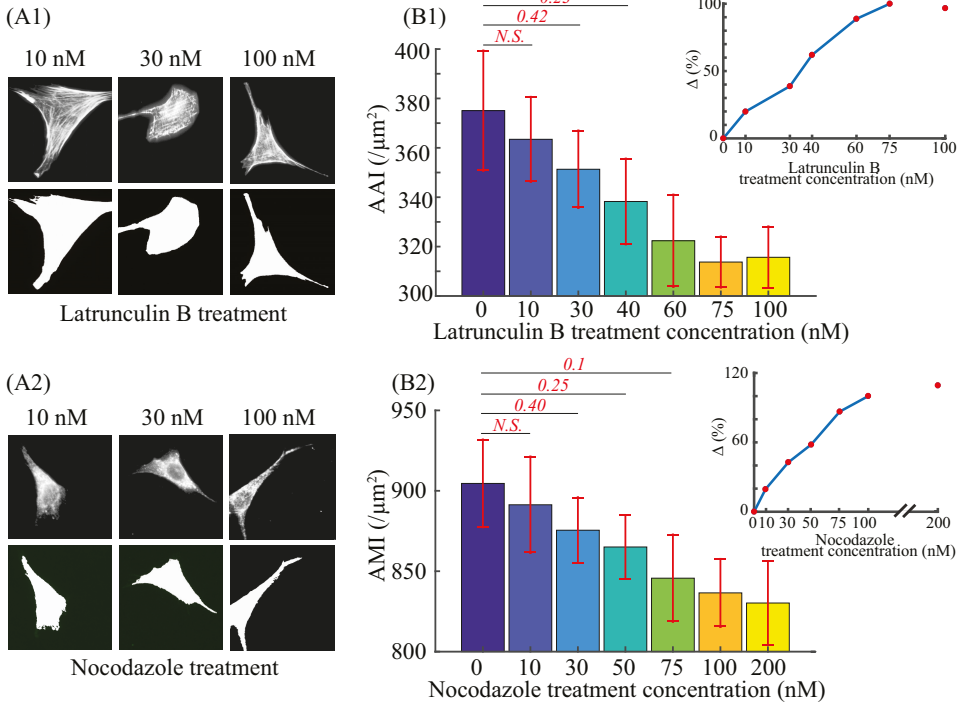 (A1)
10 nM
30 nM
100 nM
Latrunculin B treatment
(B1)
0.42
N.S.
AAI (/μm²)
400
380
360
340
320
300
0
10
30
40
60
75
100
Latrunculin B treatment concentration (nM)
Δ (%)
100
50
0
0
10
30
40
60
75
100
Latrunculin B
treatment concentration (nM)
(A2)
10 nM
30 nM
100 nM
Nocodazole treatment
(B2)
0.1
0.25
0.40
N.S.
AMI (/μm²)
950
900
850
800
0
10
30
50
75
100
200
Nocodazole treatment concentration (nM)
Δ (%)
120
60
0
0
10
30
50
75
100
200
Nocodazole
treatment concentration (nM)